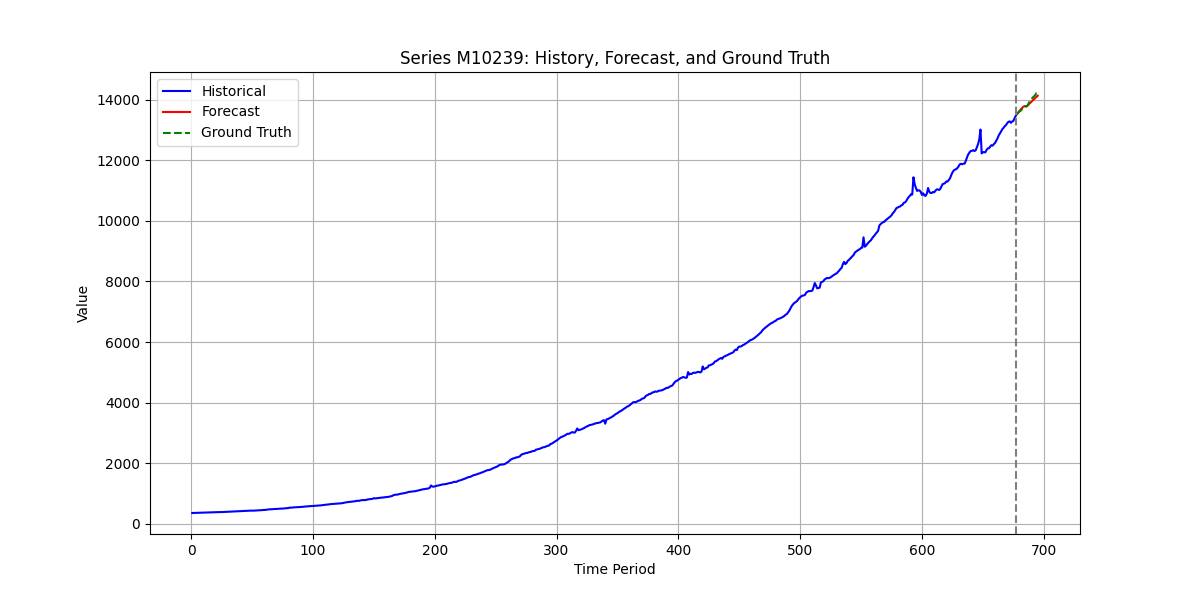 Series M10239: History, Forecast, and Ground Truth
Historical
Forecast
Ground Truth
14000
12000
10000
8000
6000
4000
2000
0
Value
0 100 200 300 400 500 600 700
Time Period